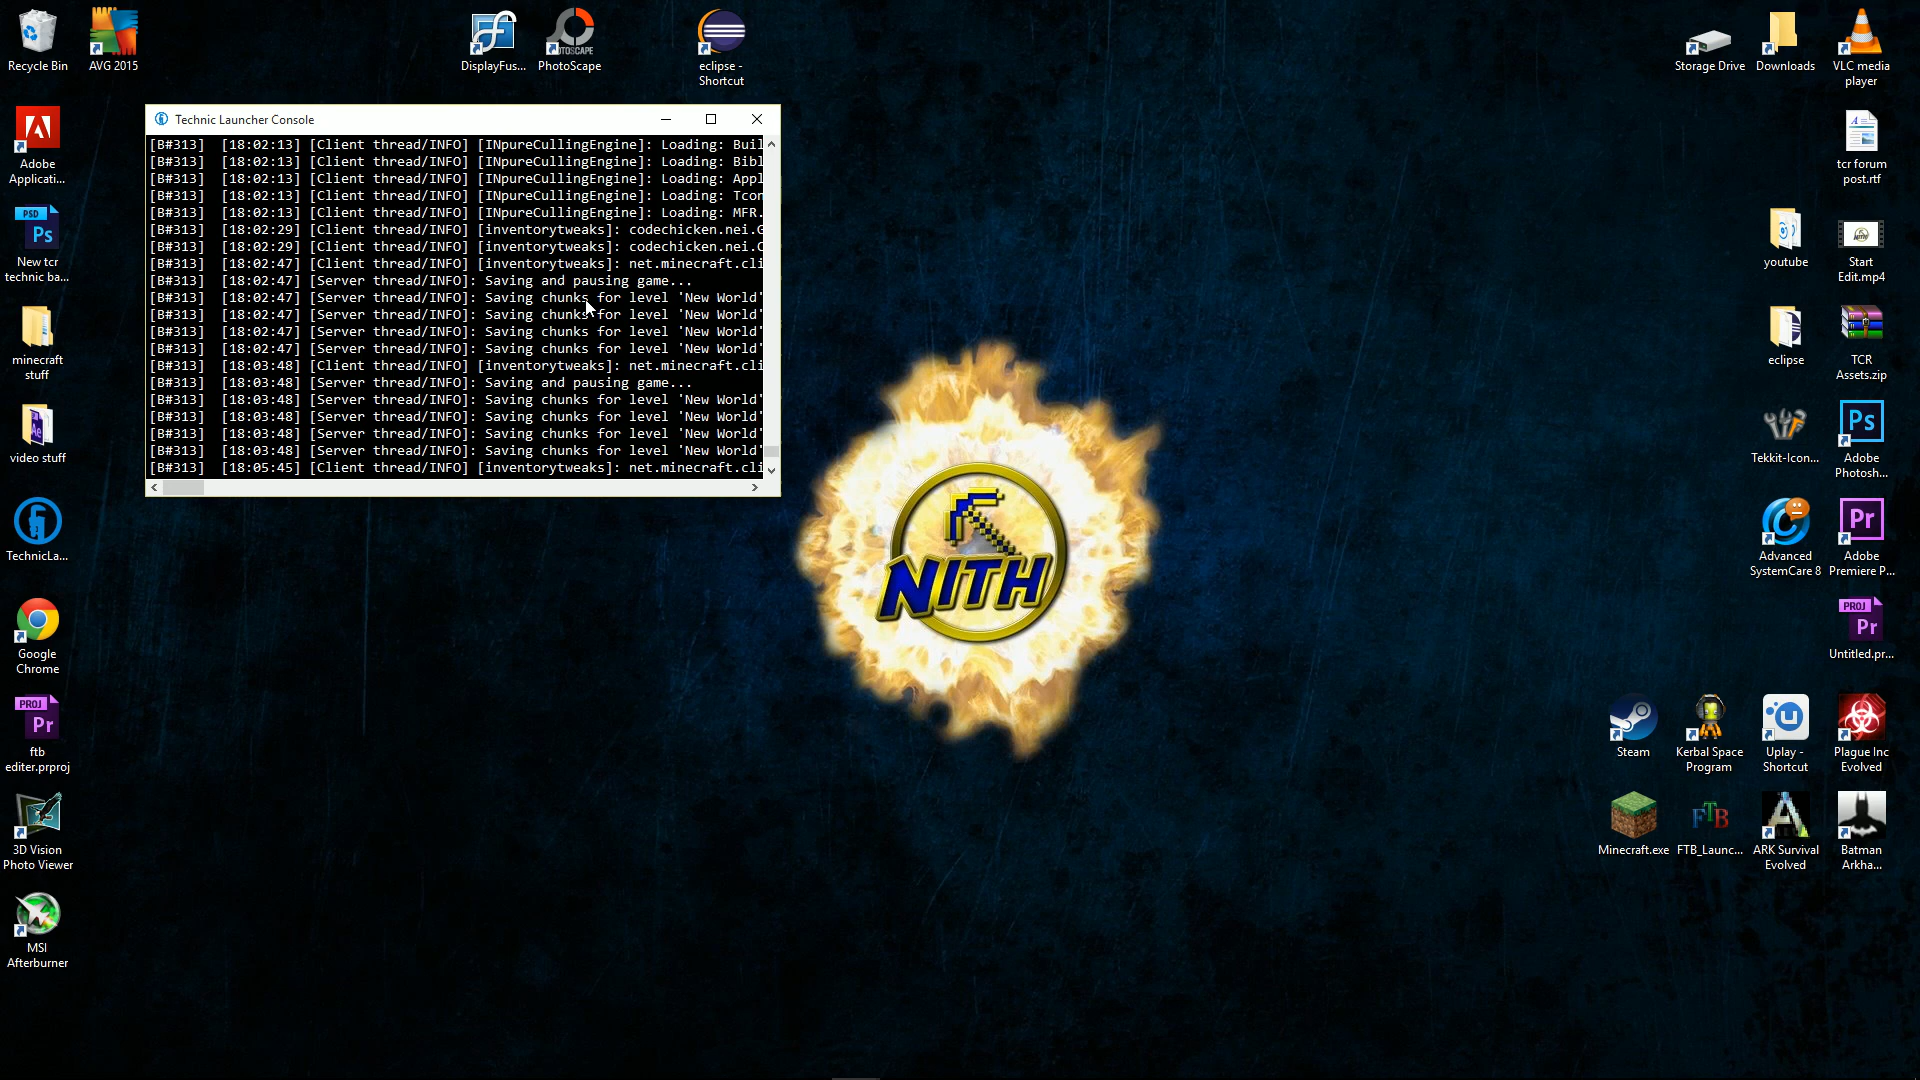 Recycle Bin
AVG 2015
DisplayFus...
PhotoScape
eclipse -
Shortcut
Storage Drive
Downloads
VLC media
player
Technic Launcher Console
[B#313] [18:02:13] [Client thread/INFO] [INpureCullingEngine]: Loading: Buil
[B#313] [18:02:13] [Client thread/INFO] [INpureCullingEngine]: Loading: Bibl
[B#313] [18:02:13] [Client thread/INFO] [INpureCullingEngine]: Loading: Appl
[B#313] [18:02:13] [Client thread/INFO] [INpureCullingEngine]: Loading: Tcon
[B#313] [18:02:13] [Client thread/INFO] [INpureCullingEngine]: Loading: MFR.
[B#313] [18:02:29] [Client thread/INFO] [inventorytweaks]: codechicken.nei.G
[B#313] [18:02:29] [Client thread/INFO] [inventorytweaks]: codechicken.nei.C
[B#313] [18:02:47] [Client thread/INFO] [inventorytweaks]: net.minecraft.cli
[B#313] [18:02:47] [Server thread/INFO]: Saving and pausing game...
[B#313] [18:02:47] [Server thread/INFO]: Saving chunks for level 'New World'
[B#313] [18:02:47] [Server thread/INFO]: Saving chunks for level 'New World'
[B#313] [18:02:47] [Server thread/INFO]: Saving chunks for level 'New World'
[B#313] [18:02:47] [Server thread/INFO]: Saving chunks for level 'New World'
[B#313] [18:03:48] [Client thread/INFO] [inventorytweaks]: net.minecraft.cli
[B#313] [18:03:48] [Server thread/INFO]: Saving and pausing game...
[B#313] [18:03:48] [Server thread/INFO]: Saving chunks for level 'New World'
[B#313] [18:03:48] [Server thread/INFO]: Saving chunks for level 'New World'
[B#313] [18:03:48] [Server thread/INFO]: Saving chunks for level 'New World'
[B#313] [18:03:48] [Server thread/INFO]: Saving chunks for level 'New World'
[B#313] [18:05:45] [Client thread/INFO] [inventorytweaks]: net.minecraft.cli
Adobe
Applicati...
PSD
Ps
New tcr
technic ba...
minecraft
stuff
Ae
video stuff
TechnicLa...
Google
Chrome
PROJ
Pr
ftb
editer.prproj
3D Vision
Photo Viewer
MSI
Afterburner
NITH
tcr forum
post.rtf
youtube
Start
Edit.mp4
eclipse
TCR
Assets.zip
Tekkit-Icon...
Ps
Adobe
Photosh...
Advanced
SystemCare 8
Pr
Adobe
Premiere P...
PROJ
Pr
Untitled.pr...
Steam
Kerbal Space
Program
Uplay -
Shortcut
Plague Inc
Evolved
Minecraft.exe
FTB
FTB_Launc...
ARK Survival
Evolved
Batman
Arkha...